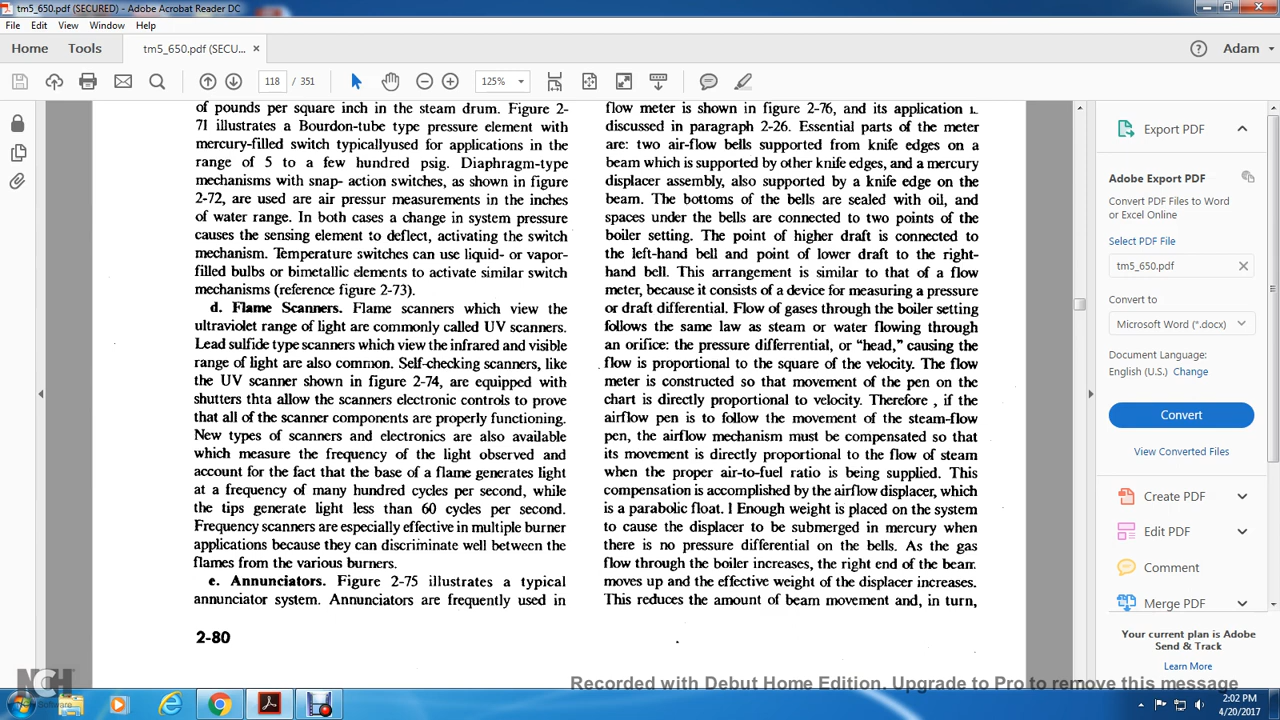 tm5_650.pdf (SECURED) - Adobe Acrobat Reader DC
File Edit View Window Help
Home Tools tm5_650.pdf (SECU... × Adam
118 / 351 125%
of pounds per square inch in the steam drum. Figure 2-
71 illustrates a Bourdon-tube type pressure element with
mercury-filled switch typicallyused for applications in the
range of 5 to a few hundred psig. Diaphragm-type
mechanisms with snap- action switches, as shown in figure
2-72, are used are air pressur measurements in the inches
of water range. In both cases a change in system pressure
causes the sensing element to deflect, activating the switch
mechanism. Temperature switches can use liquid- or vapor-
filled bulbs or bimetallic elements to activate similar switch
mechanisms (reference figure 2-73).
d. Flame Scanners. Flame scanners which view the
ultraviolet range of light are commonly called UV scanners.
Lead sulfide type scanners which view the infrared and visible
range of light are also common. Self-checking scanners, like
the UV scanner shown in figure 2-74, are equipped with
shutters thta allow the scanners electronic controls to prove
that all of the scanner components are properly functioning.
New types of scanners and electronics are also available
which measure the frequency of the light observed and
account for the fact that the base of a flame generates light
at a frequency of many hundred cycles per second, while
the tips generate light less than 60 cycles per second.
Frequency scanners are especially effective in multiple burner
applications because they can discriminate well between the
flames from the various burners.
e. Annunciators. Figure 2-75 illustrates a typical
annunciator system. Annunciators are frequently used in
2-80
flow meter is shown in figure 2-76, and its application
discussed in paragraph 2-26. Essential parts of the meter
are: two air-flow bells supported from knife edges on a
beam which is supported by other knife edges, and a mercury
displacer assembly, also supported by a knife edge on the
beam. The bottoms of the bells are sealed with oil, and
spaces under the bells are connected to two points of the
boiler setting. The point of higher draft is connected to
the left-hand bell and point of lower draft to the right-
hand bell. This arrangement is similar to that of a flow
meter, because it consists of a device for measuring a pressure
or draft differential. Flow of gases through the boiler setting
follows the same law as steam or water flowing through
an orifice: the pressure differrential, or “head,” causing the
flow is proportional to the square of the velocity. The flow
meter is constructed so that movement of the pen on the
chart is directly proportional to velocity. Therefore , if the
airflow pen is to follow the movement of the steam-flow
pen, the airflow mechanism must be compensated so that
its movement is directly proportional to the flow of steam
when the proper air-to-fuel ratio is being supplied. This
compensation is accomplished by the airflow displacer, which
is a parabolic float. l Enough weight is placed on the system
to cause the displacer to be submerged in mercury when
there is no pressure differential on the bells. As the gas
flow through the boiler increases, the right end of the beam
moves up and the effective weight of the displacer increases.
This reduces the amount of beam movement and, in turn,
Export PDF
Adobe Export PDF
Convert PDF Files to Word
or Excel Online
Select PDF File
tm5_650.pdf
Convert to
Microsoft Word (*.docx)
Document Language:
English (U.S.) Change
Convert
View Converted Files
Create PDF
Edit PDF
Comment
Merge PDF
Your current plan is Adobe
Send & Track
Learn More
NCH
Software
Recorded with Debut Home Edition. Upgrade to Pro to remove this message
2:02 PM
4/20/2017